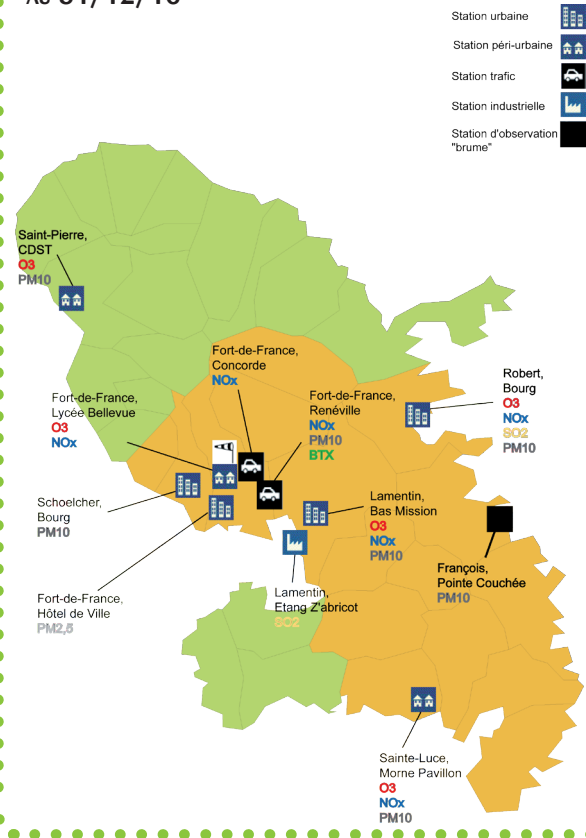 Station urbaine
Station péri-urbaine
Station trafic
Station industrielle
Station d'observation
"brume"
Saint-Pierre,
CDST
O3
PM10
Fort-de-France,
Concorde
NOx
Fort-de-France,
Lycée Bellevue
O3
NOx
Fort-de-France,
Renéville
NOx
PM10
BTX
Robert,
Bourg
O3
NOx
SO2
PM10
Schoelcher,
Bourg
PM10
Lamentin,
Bas Mission
O3
NOx
PM10
François,
Pointe Couchée
PM10
Fort-de-France,
Hôtel de Ville
PM2,5
Lamentin,
Etang Z'abricot
SO2
Sainte-Luce,
Morne Pavillon
O3
NOx
PM10